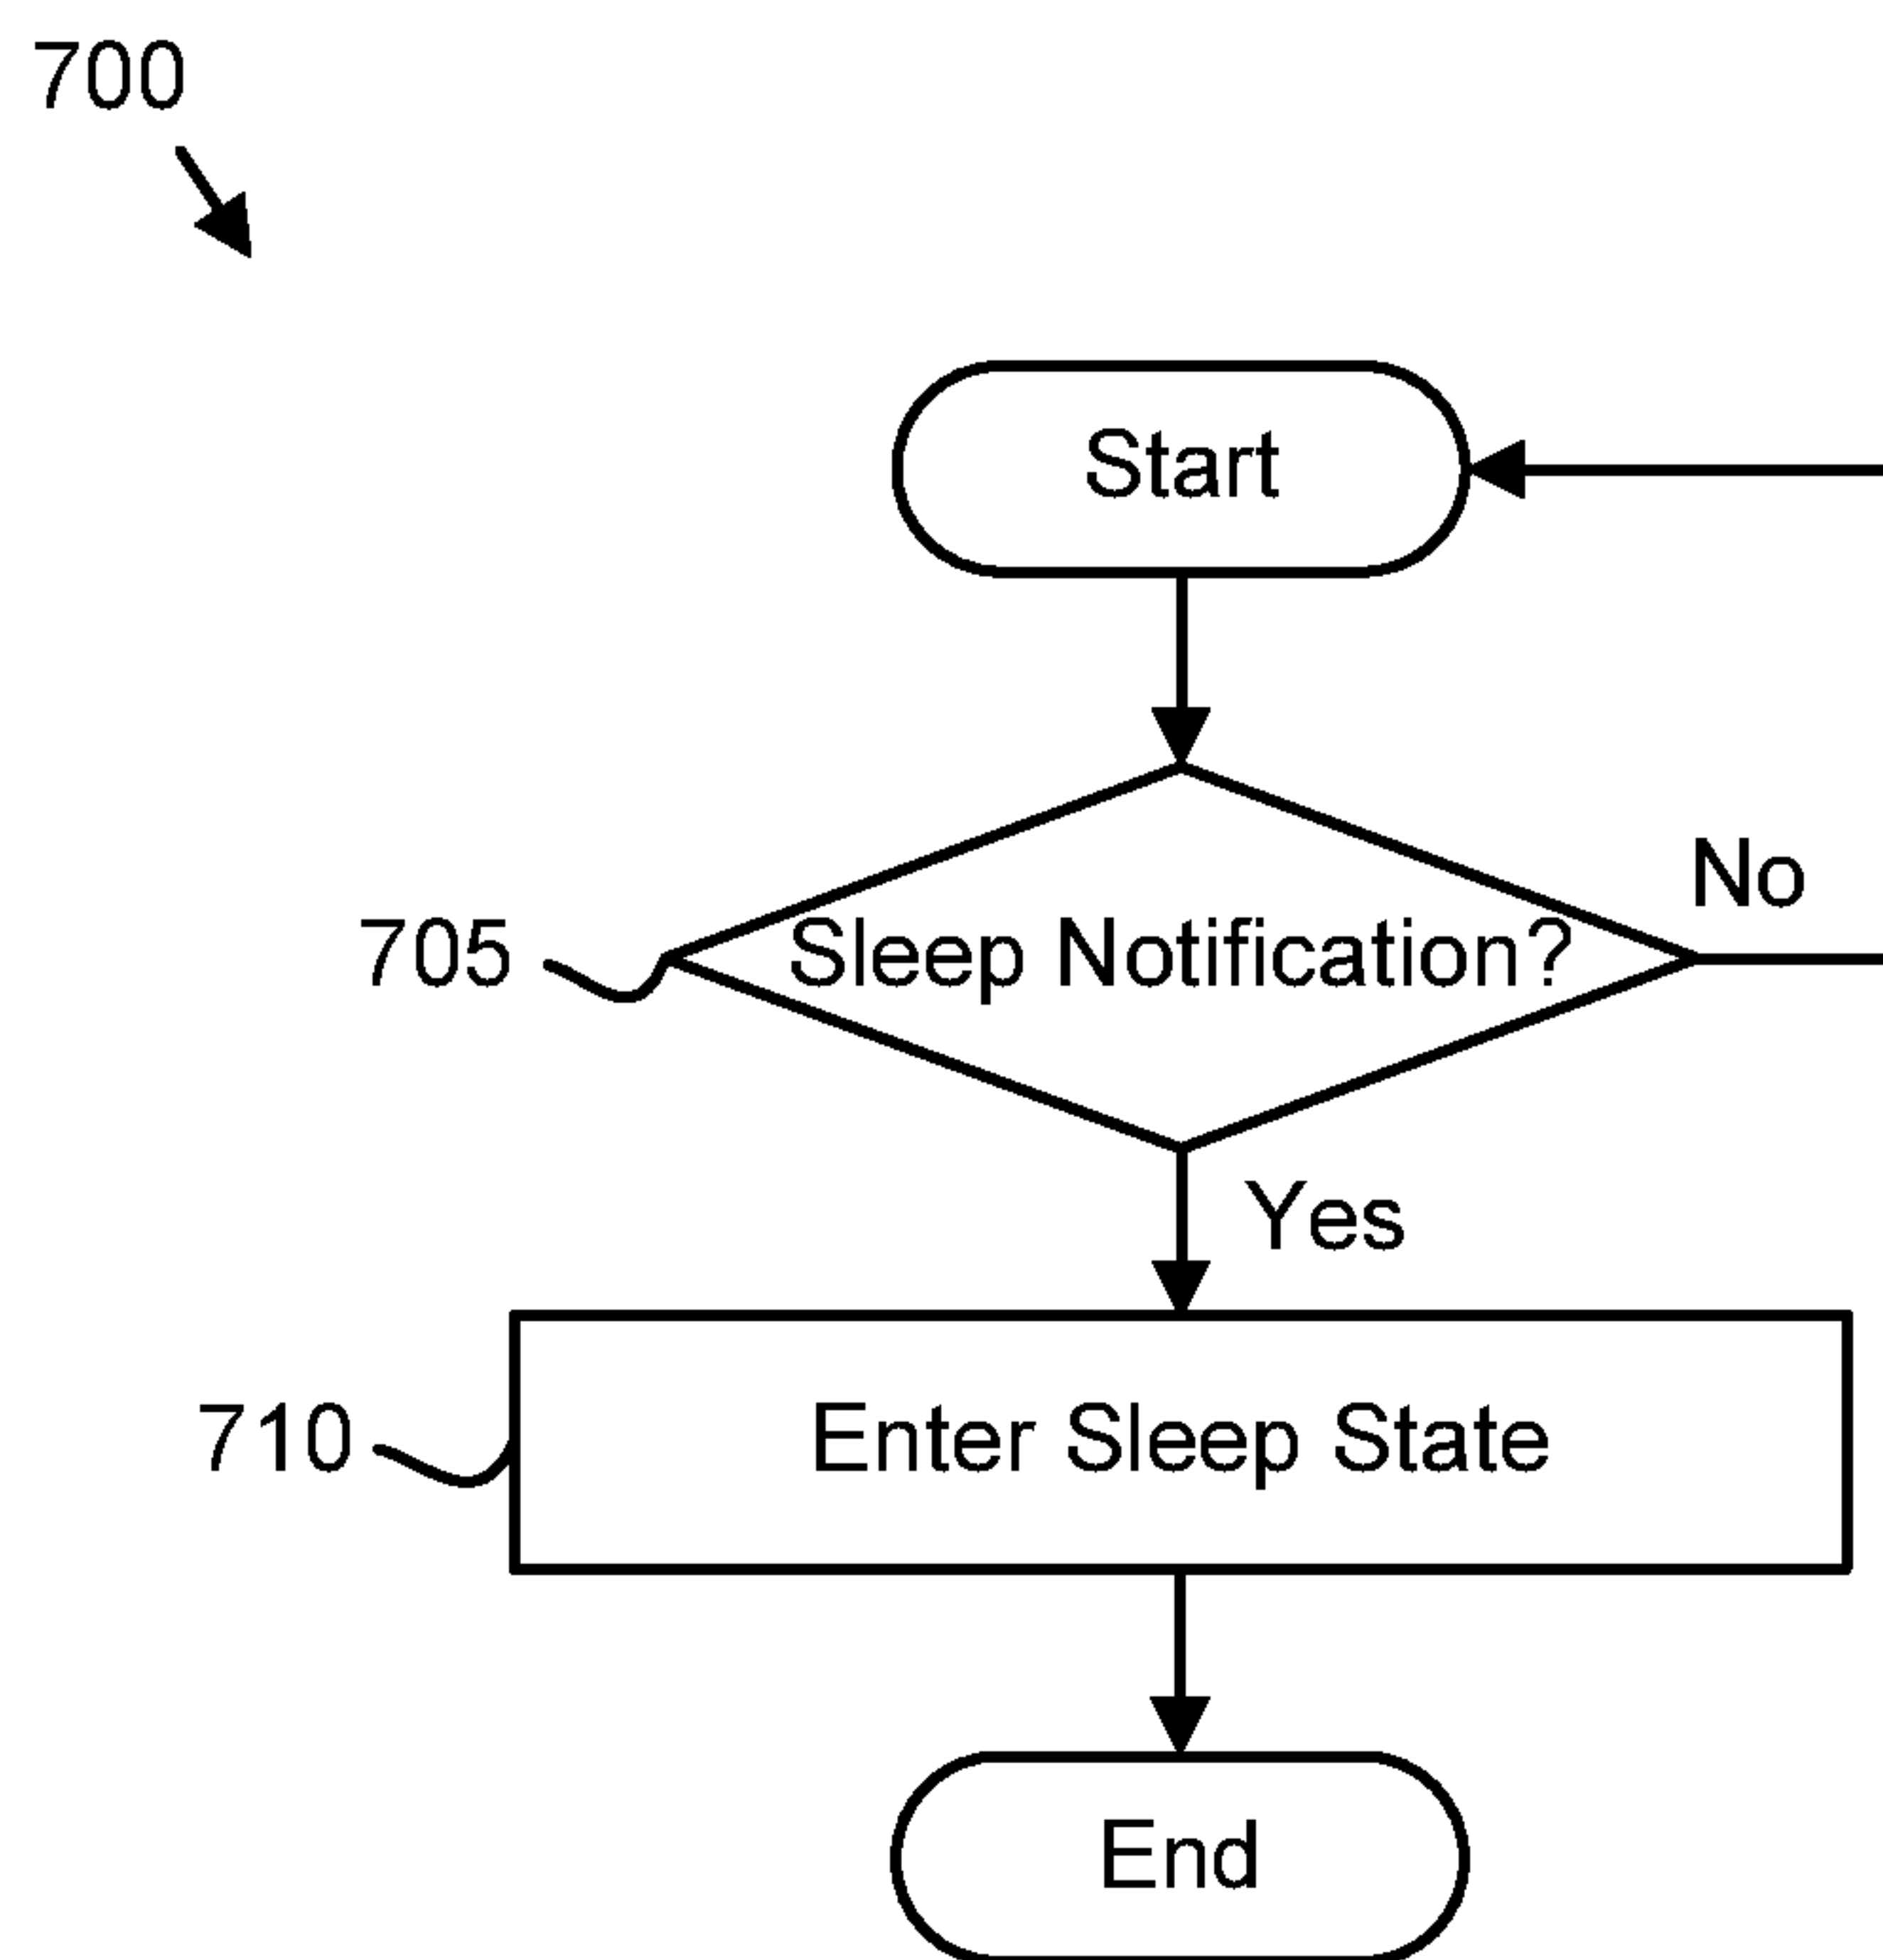 700
Start
No
705
Sleep Notification?
Yes
710
Enter Sleep State
End